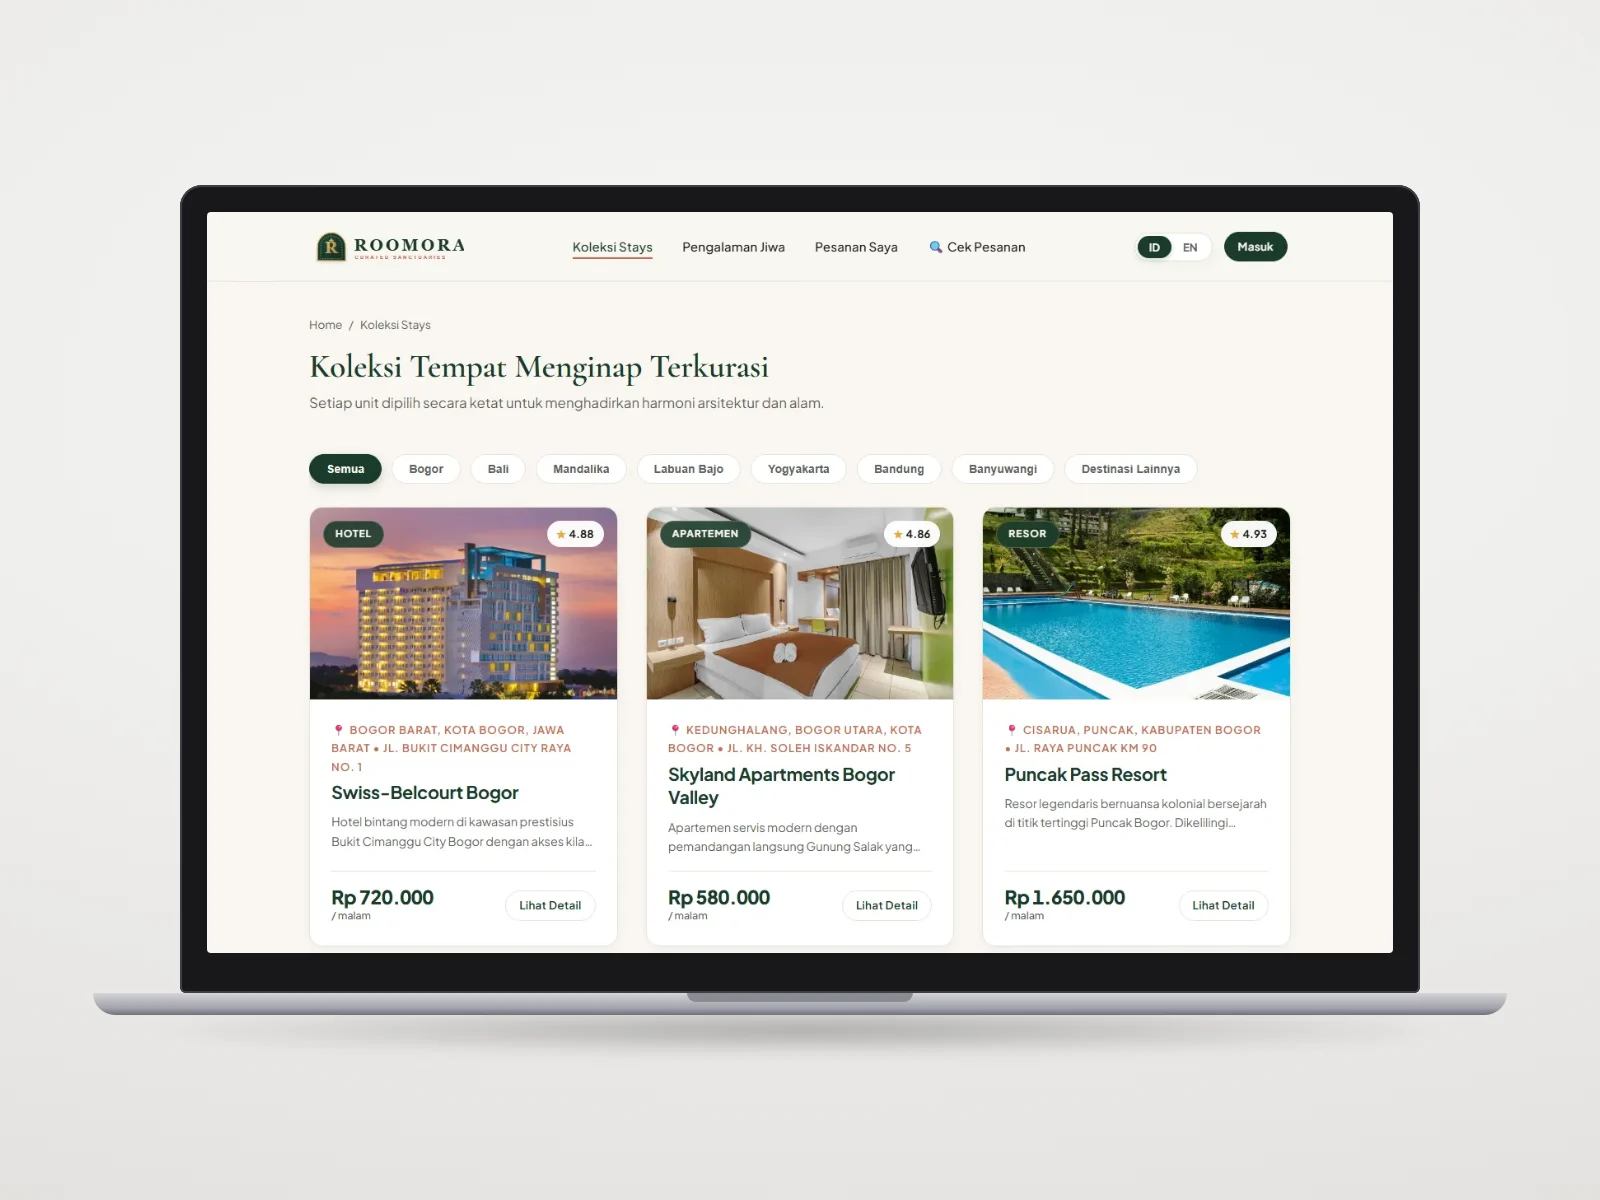 ROOMORA
CURATED SANCTUARIES
Koleksi Stays
Pengalaman Jiwa
Pesanan Saya
Cek Pesanan
ID
EN
Masuk
Home / Koleksi Stays
Koleksi Tempat Menginap Terkurasi
Setiap unit dipilih secara ketat untuk menghadirkan harmoni arsitektur dan alam.
Semua
Bogor
Bali
Mandalika
Labuan Bajo
Yogyakarta
Bandung
Banyuwangi
Destinasi Lainnya
HOTEL
4.88
BOGOR BARAT, KOTA BOGOR, JAWA
BARAT • JL. BUKIT CIMANGGU CITY RAYA
NO. 1
Swiss-Belcourt Bogor
Hotel bintang modern di kawasan prestisius
Bukit Cimanggu City Bogor dengan akses kila...
Rp 720.000
/ malam
Lihat Detail
APARTEMEN
4.86
KEDUNGHALANG, BOGOR UTARA, KOTA
BOGOR • JL. KH. SOLEH ISKANDAR NO. 5
Skyland Apartments Bogor
Valley
Apartemen servis modern dengan
pemandangan langsung Gunung Salak yang...
Rp 580.000
/ malam
Lihat Detail
RESOR
4.93
CISARUA, PUNCAK, KABUPATEN BOGOR
• JL. RAYA PUNCAK KM 90
Puncak Pass Resort
Resor legendaris bernuansa kolonial bersejarah
di titik tertinggi Puncak Bogor. Dikelilingi...
Rp 1.650.000
/ malam
Lihat Detail